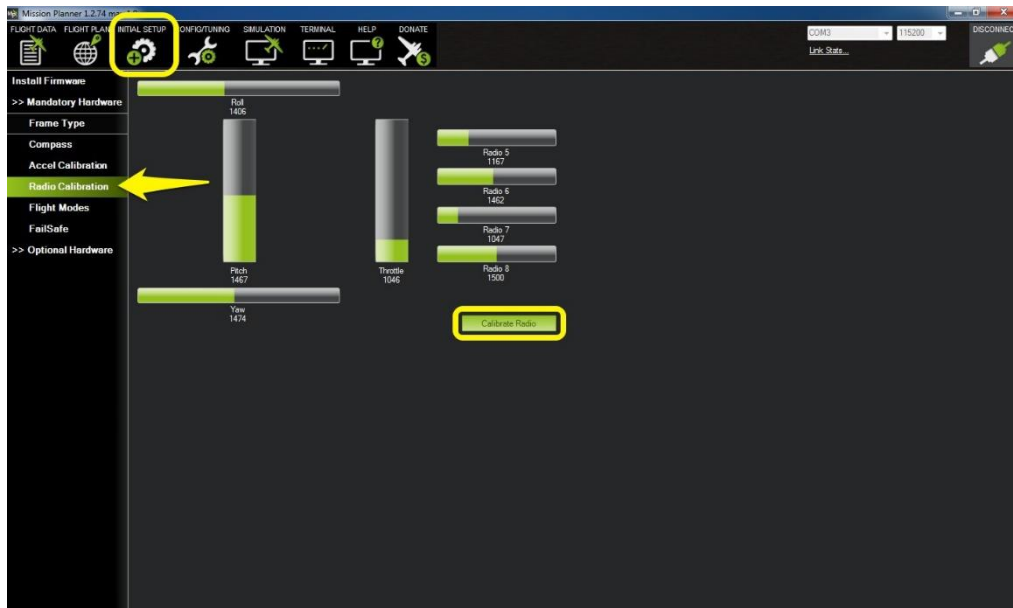 Mission Planner 1.2.74
FLIGHT DATA FLIGHT PLAN INITIAL SETUP CONFIG/TUNING SIMULATION TERMINAL HELP DONATE
COM3 115200 DISCONNEC
Link State...
Install Firmware
>> Mandatory Hardware
Frame Type
Compass
Accel Calibration
Radio Calibration
Flight Modes
FailSafe
>> Optional Hardware
Roll
1406
Pitch
1467
Throttle
1046
Yaw
1474
Radio 5
1167
Radio 6
1462
Radio 7
1047
Radio 8
1500
Calibrate Radio